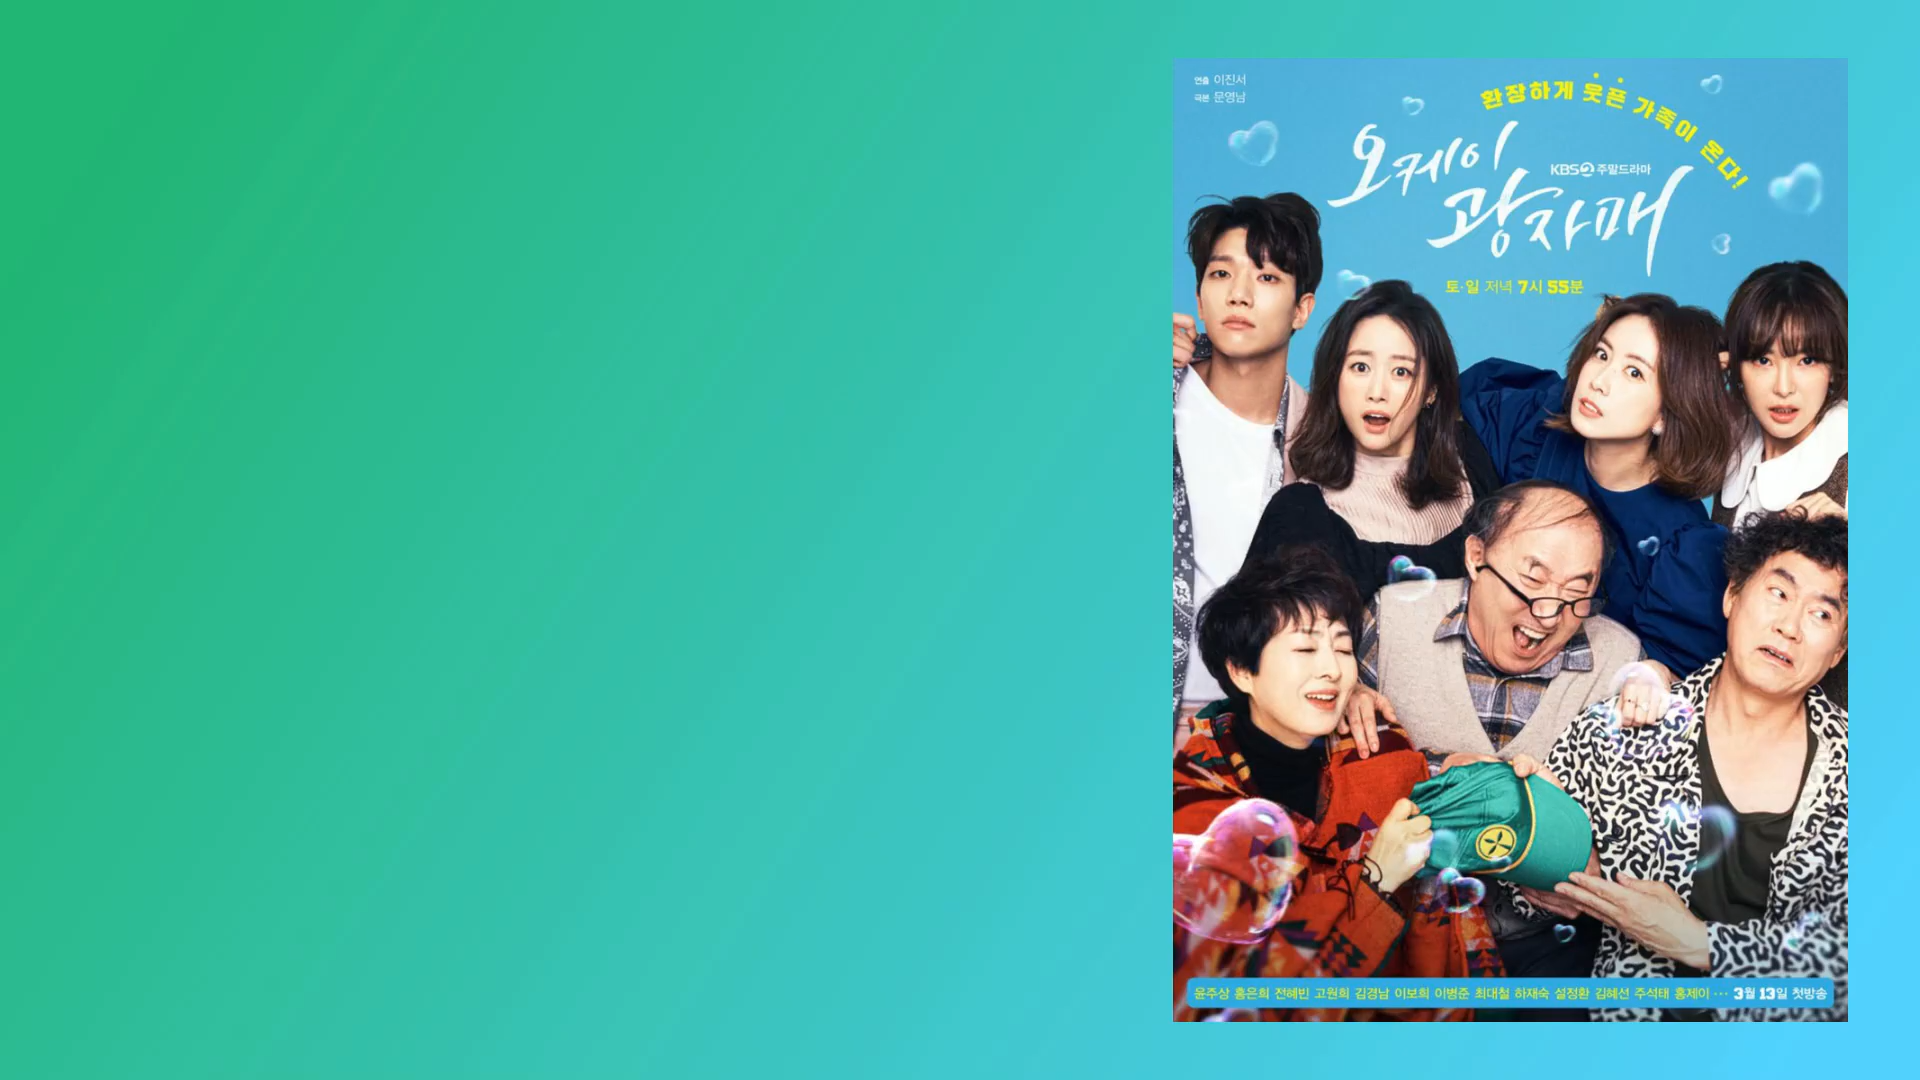 연출 이진서
극본 문영남
환장하게 웃픈 가족이 온다!
오케이
KBS2 주말드라마
광자매
토·일 저녁 7시 55분
윤주상 홍은희 전혜빈 고원희 김경남 이보희 이병준 최대철 하재숙 설정환 김혜선 주석태 홍제이 ··· 3월 13일 첫방송